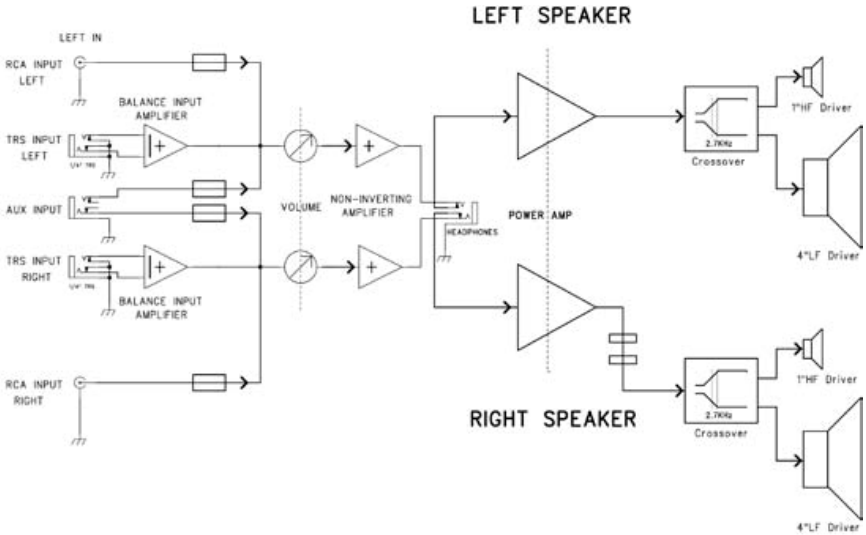 LEFT SPEAKER
LEFT IN
RCA INPUT
LEFT
BALANCE INPUT
AMPLIFIER
TRS INPUT
LEFT
1/4" TRS
AUX INPUT
VOLUME
NON-INVERTING
AMPLIFIER
HEADPHONES
POWER AMP
2.7KHz
Crossover
1"HF Driver
4"LF Driver
TRS INPUT
RIGHT
1/4" TRS
BALANCE INPUT
AMPLIFIER
RCA INPUT
RIGHT
RIGHT SPEAKER
2.7KHz
Crossover
1"HF Driver
4"LF Driver